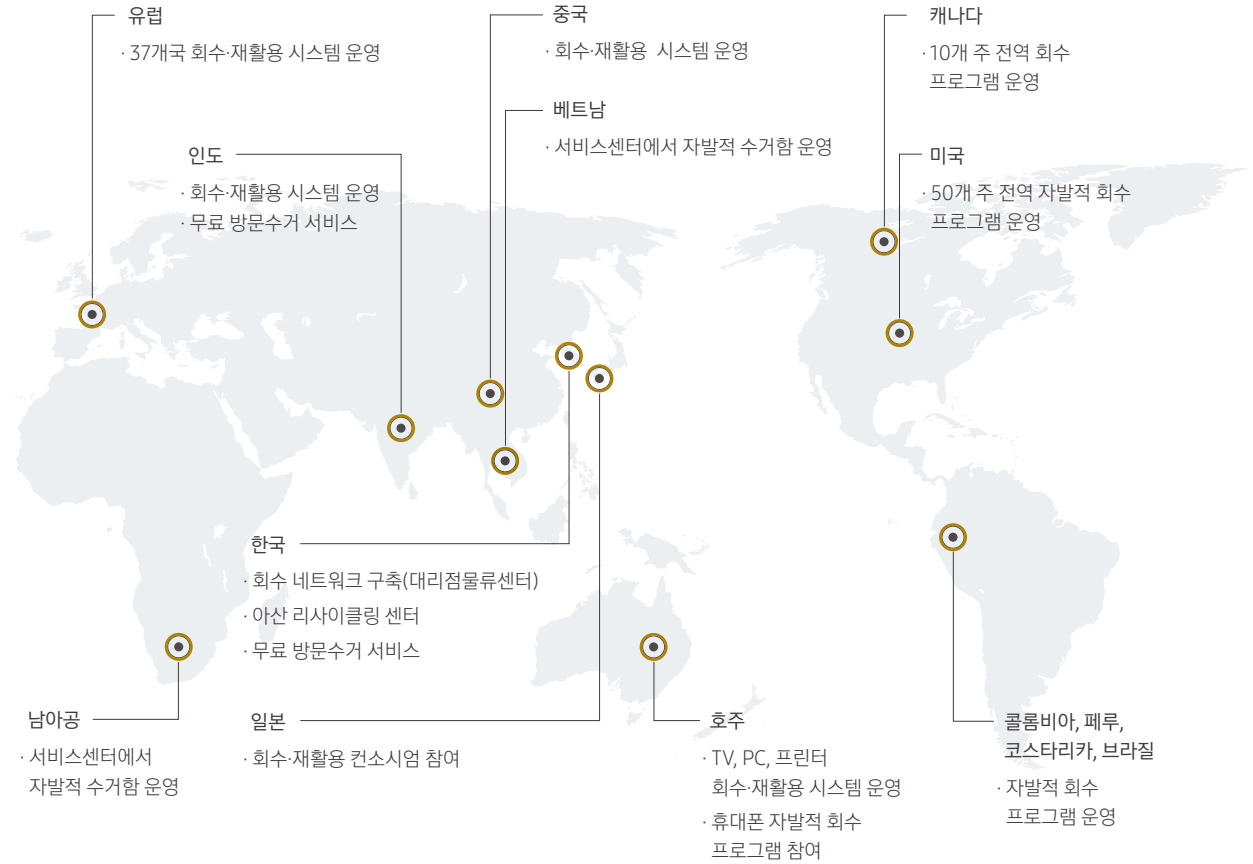 유럽
· 37개국 회수·재활용 시스템 운영
중국
· 회수·재활용 시스템 운영
캐나다
· 10개 주 전역 회수
프로그램 운영
베트남
· 서비스센터에서 자발적 수거함 운영
인도
· 회수·재활용 시스템 운영
· 무료 방문수거 서비스
미국
· 50개 주 전역 자발적 회수
프로그램 운영
한국
· 회수 네트워크 구축(대리점물류센터)
· 아산 리사이클링 센터
· 무료 방문수거 서비스
남아공
· 서비스센터에서
자발적 수거함 운영
일본
· 회수·재활용 컨소시엄 참여
호주
· TV, PC, 프린터
회수·재활용 시스템 운영
· 휴대폰 자발적 회수
프로그램 참여
콜롬비아, 페루,
코스타리카, 브라질
· 자발적 회수
프로그램 운영